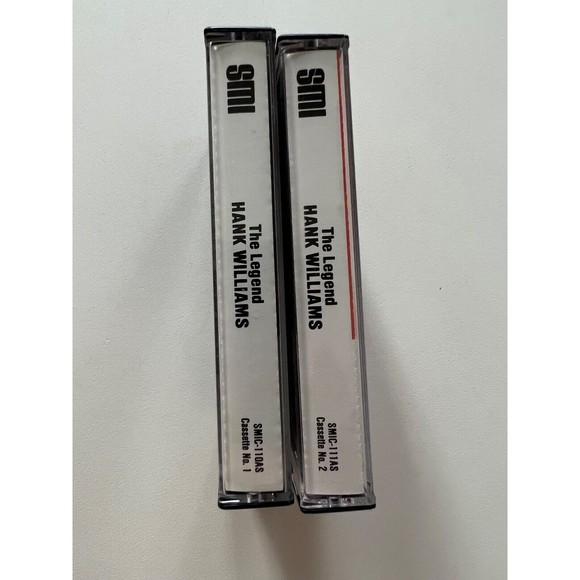 SMI
The Legend
HANK WILLIAMS
SMIC-110AS
Cassette No. 1
SMI
The Legend
HANK WILLIAMS
SMIC-111AS
Cassette No. 2